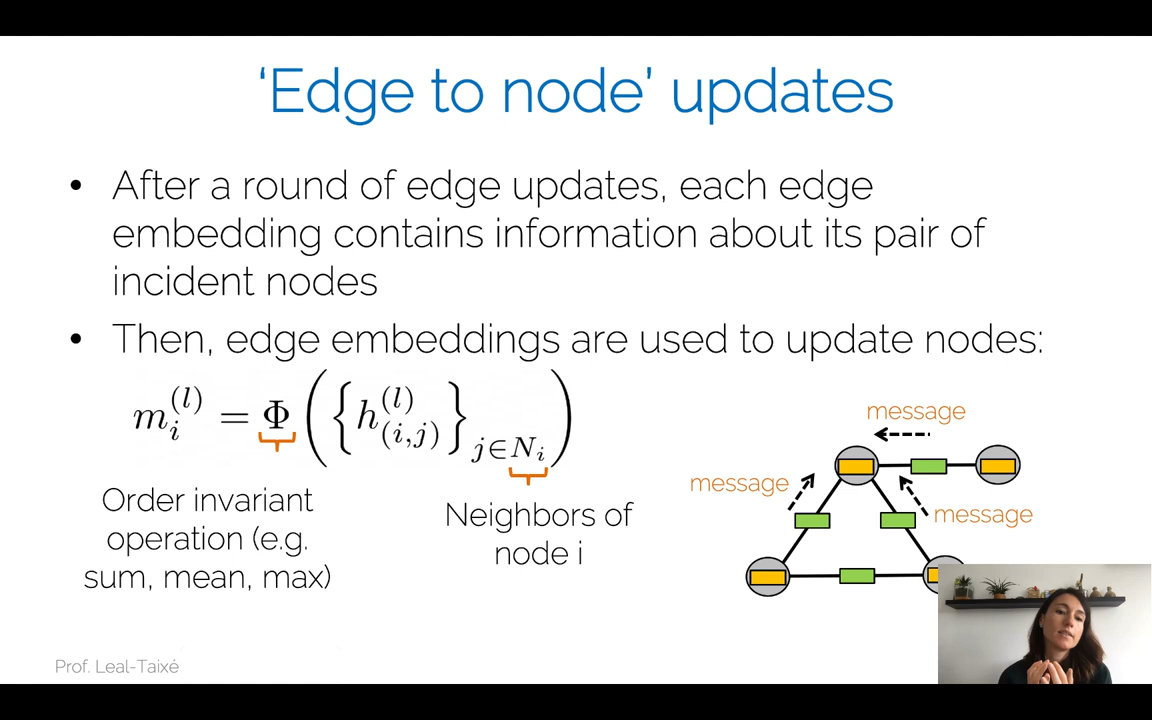 ‘Edge to node’ updates
• After a round of edge updates, each edge
embedding contains information about its pair of
incident nodes
• Then, edge embeddings are used to update nodes:
m_i^{(l)} = Φ ( { h_{(i,j)}^{(l)} }_{j∈N_i} )
Order invariant
operation (e.g.
sum, mean, max)
Neighbors of
node i
message
message
message
Prof. Leal-Taixé